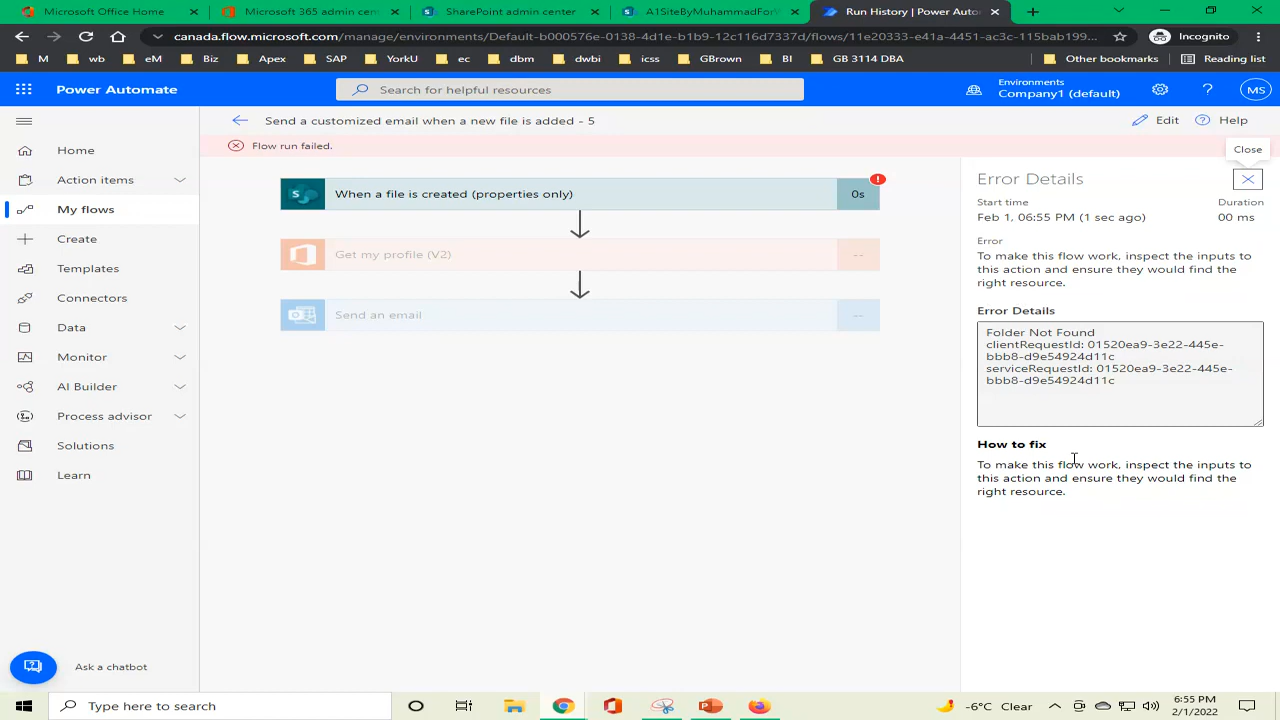 Microsoft Office Home
Microsoft 365 admin cen
SharePoint admin center
A1SiteByMuhammadForW
Run History | Power Auto
canada.flow.microsoft.com/manage/environments/Default-b000576e-0138-4d1e-b1b9-12c116d7337d/flows/11e20333-e41a-4451-ac3c-115bab199...
Incognito
M
wb
eM
Biz
Apex
SAP
YorkU
ec
dbm
dwbi
icss
GBrown
BI
GB 3114 DBA
Other bookmarks
Reading list
Power Automate
Search for helpful resources
Environments
Company1 (default)
?
MS
Send a customized email when a new file is added - 5
Edit
Help
Flow run failed.
Close
Home
Action items
My flows
Create
Templates
Connectors
Data
Monitor
AI Builder
Process advisor
Solutions
Learn
Ask a chatbot
When a file is created (properties only)
0s
Get my profile (V2)
--
Send an email
--
Error Details
Start time
Duration
Feb 1, 06:55 PM (1 sec ago)
00 ms
Error
To make this flow work, inspect the inputs to
this action and ensure they would find the
right resource.
Error Details
Folder Not Found
clientRequestId: 01520ea9-3e22-445e-
bbb8-d9e54924d11c
serviceRequestId: 01520ea9-3e22-445e-
bbb8-d9e54924d11c
How to fix
To make this flow work, inspect the inputs to
this action and ensure they would find the
right resource.
Type here to search
-6°C Clear
6:55 PM
2/1/2022